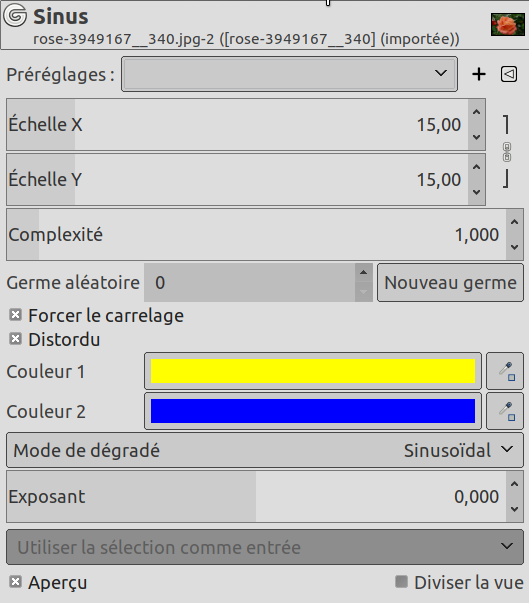 Sinus
rose-3949167__340.jpg-2 ([rose-3949167__340] (importée))
Préréglages :
Échelle X 15,00
Échelle Y 15,00
Complexité 1,000
Germe aléatoire 0 Nouveau germe
Forcer le carrelage
Distordu
Couleur 1
Couleur 2
Mode de dégradé Sinusoïdal
Exposant 0,000
Utiliser la sélection comme entrée
Aperçu Diviser la vue